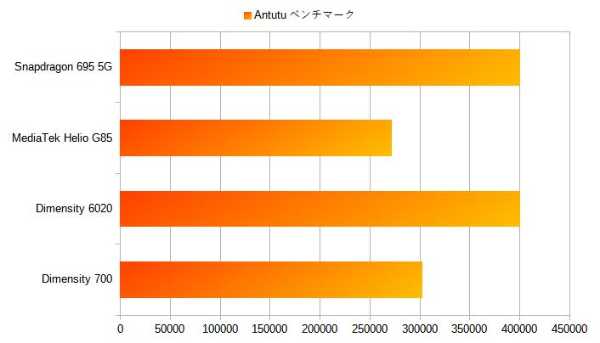 Antutu ベンチマーク
Snapdragon 695 5G
MediaTek Helio G85
Dimensity 6020
Dimensity 700
0 50000 100000 150000 200000 250000 300000 350000 400000 450000